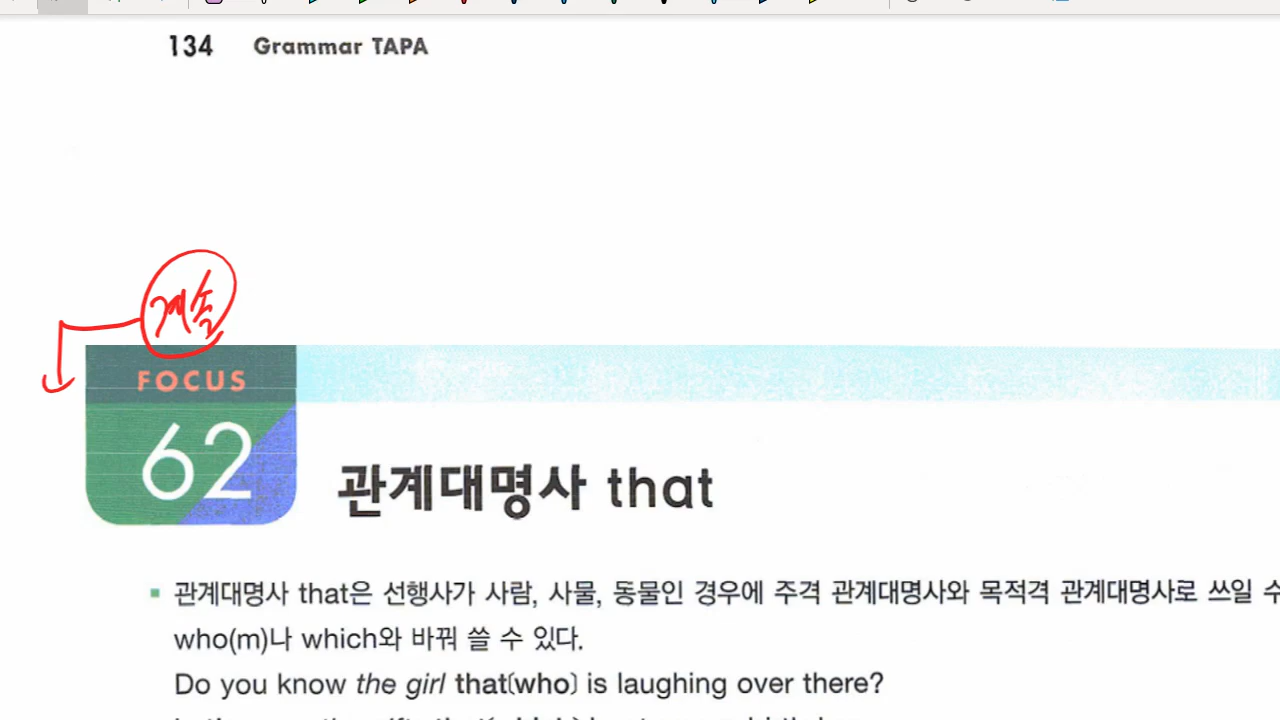 134 Grammar TAPA
계속
FOCUS
62
관계대명사 that
관계대명사 that은 선행사가 사람, 사물, 동물인 경우에 주격 관계대명사와 목적격 관계대명사로 쓰일 수
who(m)나 which와 바꿔 쓸 수 있다.
Do you know the girl that(who) is laughing over there?